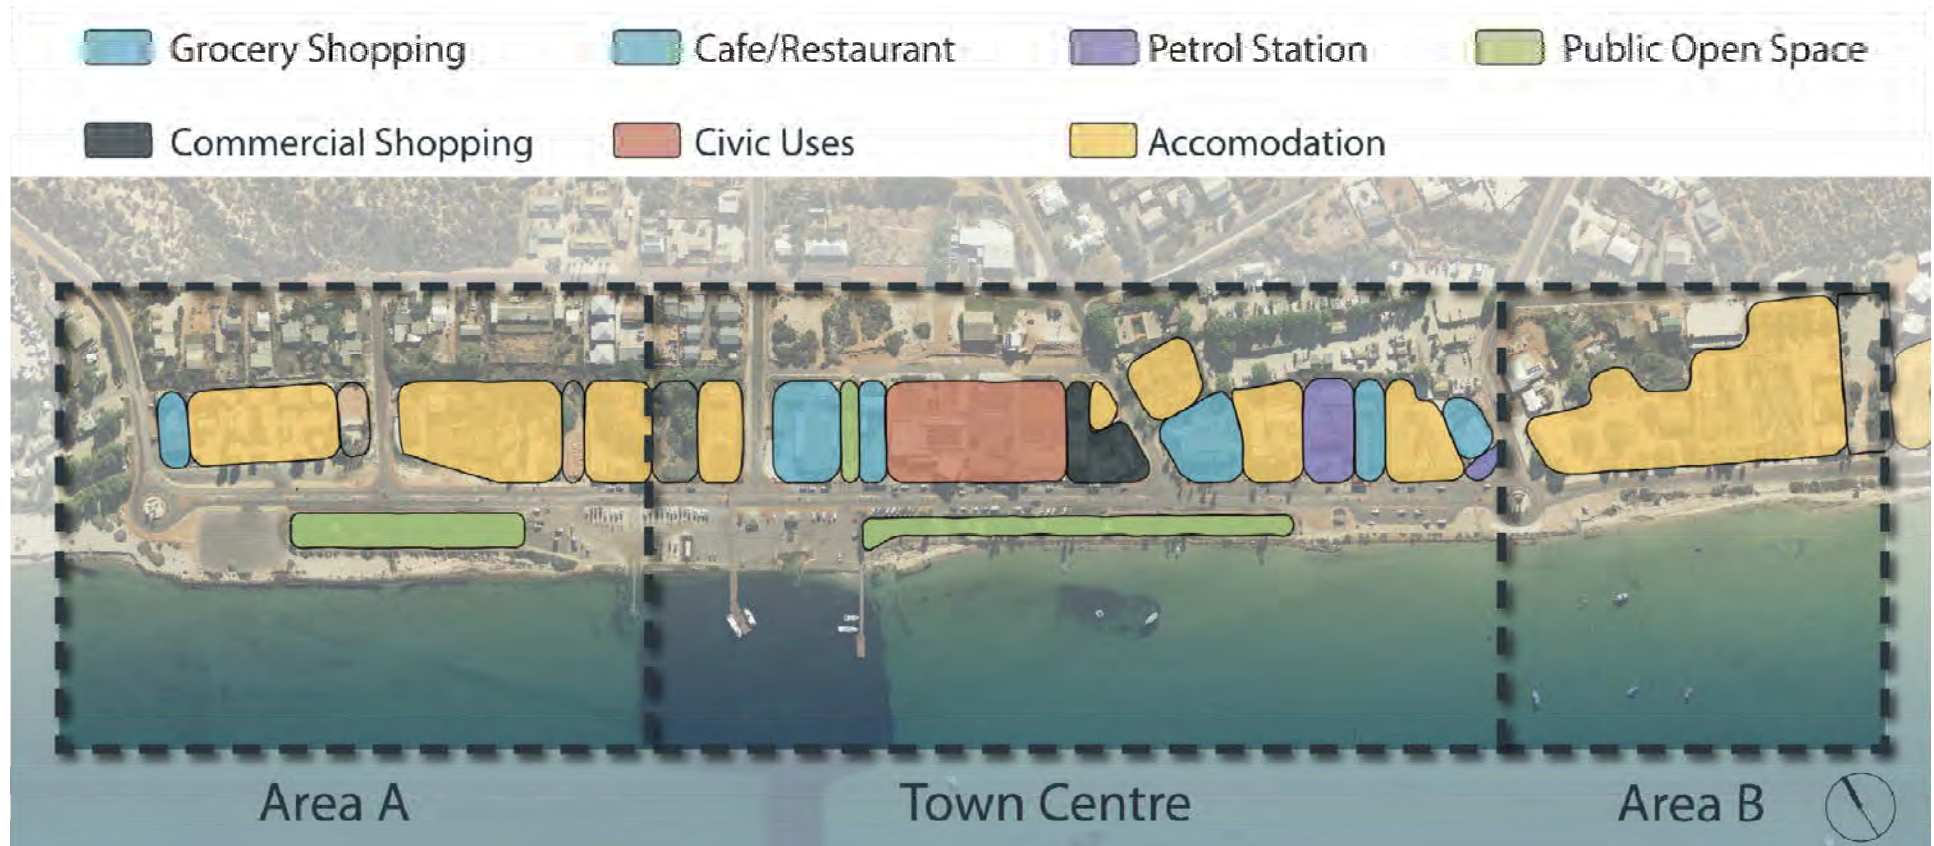 Grocery Shopping
Cafe/Restaurant
Petrol Station
Public Open Space
Commercial Shopping
Civic Uses
Accomodation
Area A
Town Centre
Area B